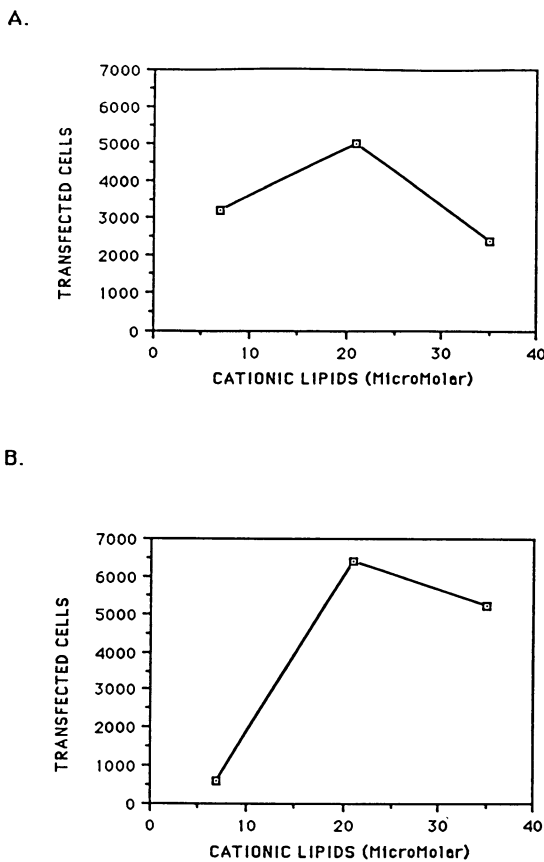 A.
7000
6000
5000
4000
3000
2000
1000
0
TRANSFECTED CELLS
0 10 20 30 40
CATIONIC LIPIDS (MicroMolar)
B.
7000
6000
5000
4000
3000
2000
1000
0
TRANSFECTED CELLS
0 10 20 30 40
CATIONIC LIPIDS (MicroMolar)